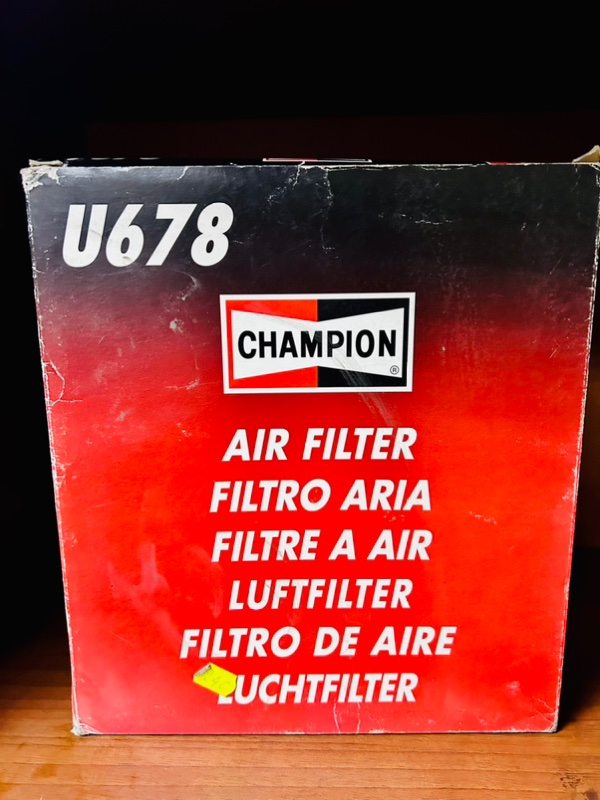 U678
CHAMPION
®
AIR FILTER
FILTRO ARIA
FILTRE A AIR
LUFTFILTER
FILTRO DE AIRE
LUCHTFILTER